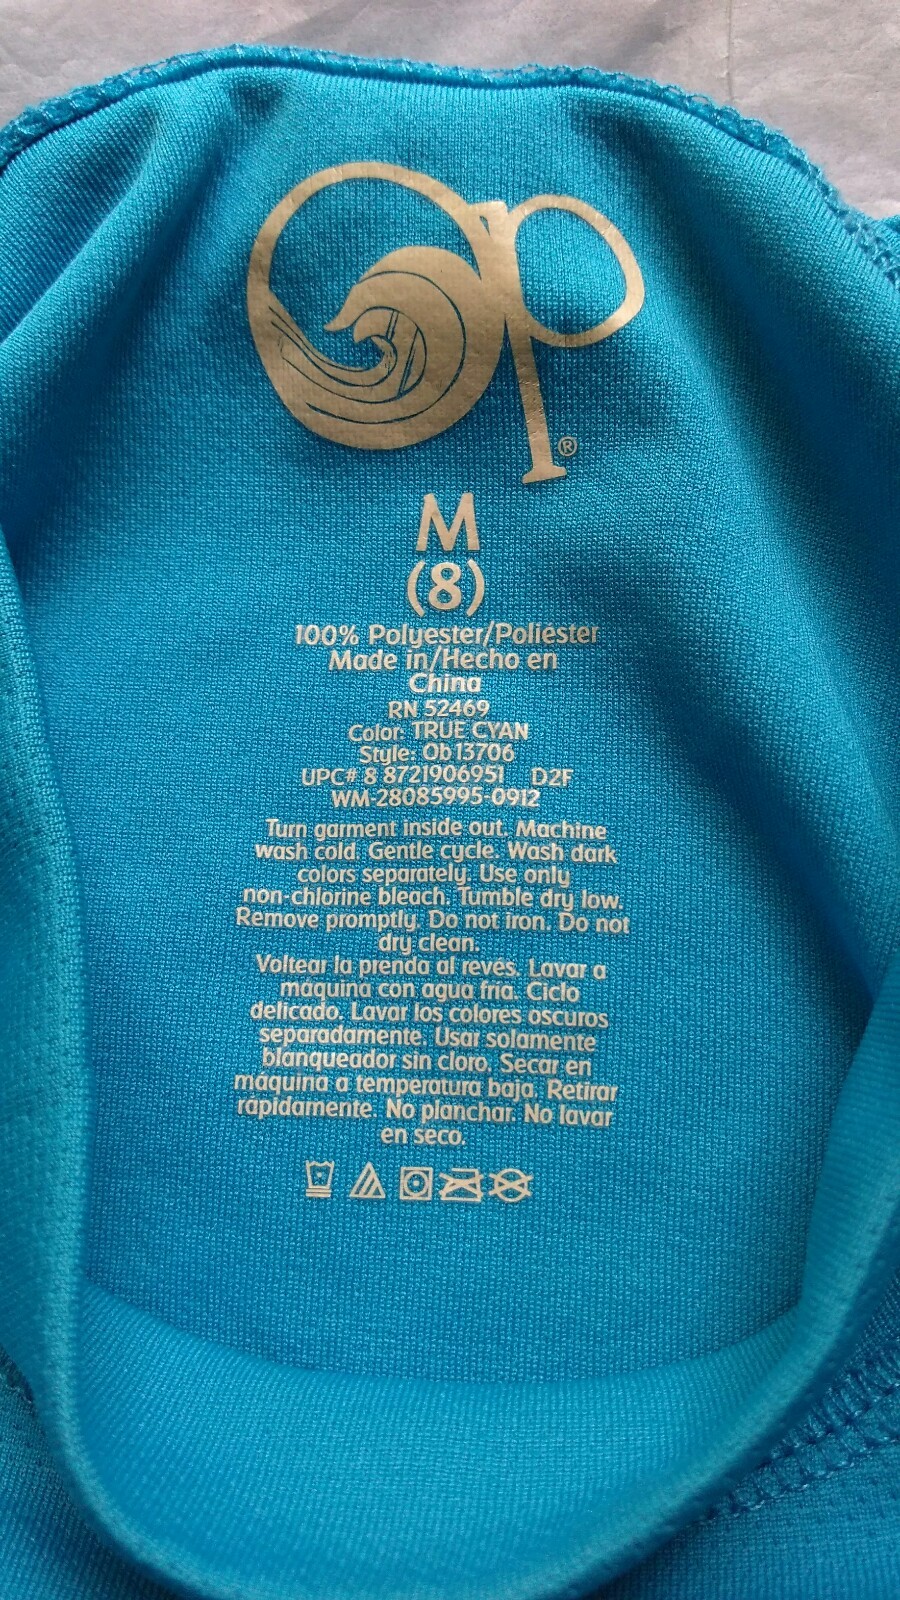 Op®
M
(8)
100% Polyester/Poliéster
Made in/Hecho en
China
RN 52469
Color: TRUE CYAN
Style: Ob13706
UPC# 8 8721906951 D2F
WM-28085995-0912
Turn garment inside out. Machine
wash cold. Gentle cycle. Wash dark
colors separately. Use only
non-chlorine bleach. Tumble dry low.
Remove promptly. Do not iron. Do not
dry clean.
Voltear la prenda al revés. Lavar a
máquina con agua fría. Ciclo
delicado. Lavar los colores oscuros
separadamente. Usar solamente
blanqueador sin cloro. Secar en
máquina a temperatura baja. Retirar
rápidamente. No planchar. No lavar
en seco.